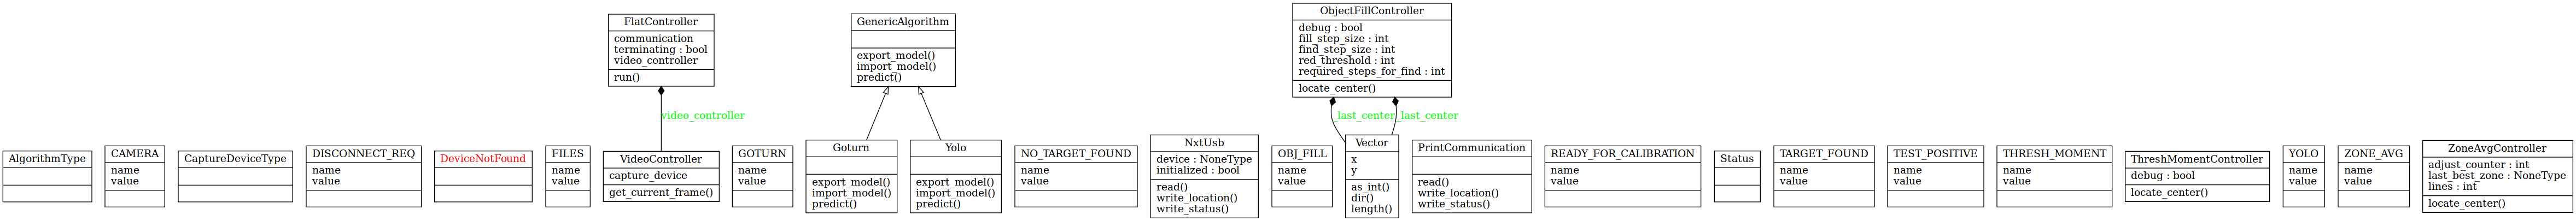 FlatController
communication
terminating : bool
video_controller
run()
GenericAlgorithm
export_model()
import_model()
predict()
ObjectFillController
debug : bool
fill_step_size : int
find_step_size : int
red_threshold : int
required_steps_for_find : int
locate_center()
video_controller
_last_center
_last_center
AlgorithmType
CAMERA
name
value
CaptureDeviceType
DISCONNECT_REQ
name
value
DeviceNotFound
FILES
name
value
VideoController
capture_device
get_current_frame()
GOTURN
name
value
Goturn
export_model()
import_model()
predict()
Yolo
export_model()
import_model()
predict()
NO_TARGET_FOUND
name
value
NxtUsb
device : NoneType
initialized : bool
read()
write_location()
write_status()
OBJ_FILL
name
value
Vector
x
y
as_int()
dir()
length()
PrintCommunication
read()
write_location()
write_status()
READY_FOR_CALIBRATION
name
value
Status
TARGET_FOUND
name
value
TEST_POSITIVE
name
value
THRESH_MOMENT
name
value
ThreshMomentController
debug : bool
locate_center()
YOLO
name
value
ZONE_AVG
name
value
ZoneAvgController
adjust_counter : int
last_best_zone : NoneType
lines : int
locate_center()